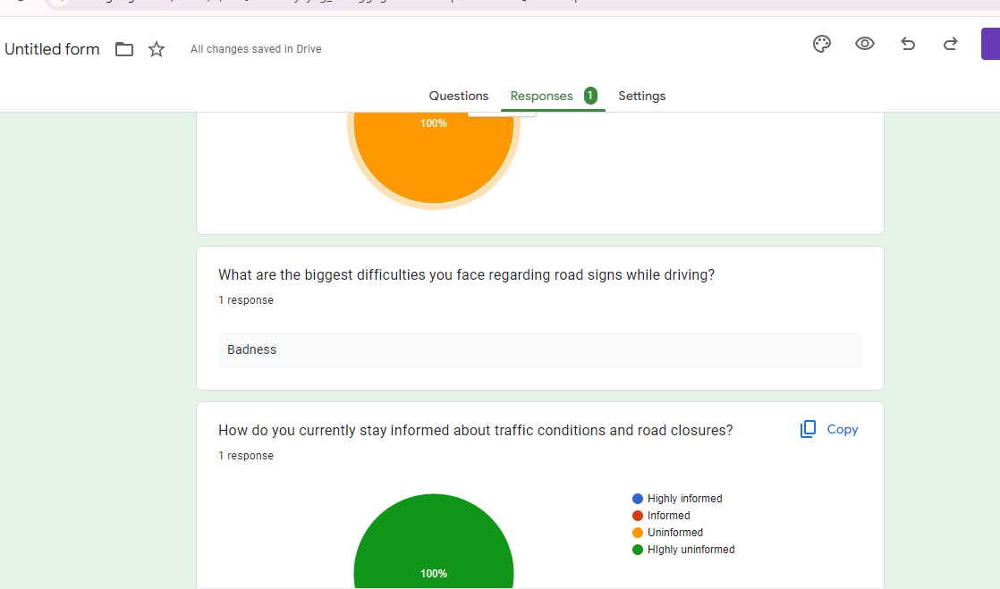 Untitled form
All changes saved in Drive
Questions Responses 1 Settings
100%
What are the biggest difficulties you face regarding road signs while driving?
1 response
Badness
How do you currently stay informed about traffic conditions and road closures?
Copy
1 response
Highly informed
Informed
Uninformed
HIghly uninformed
100%